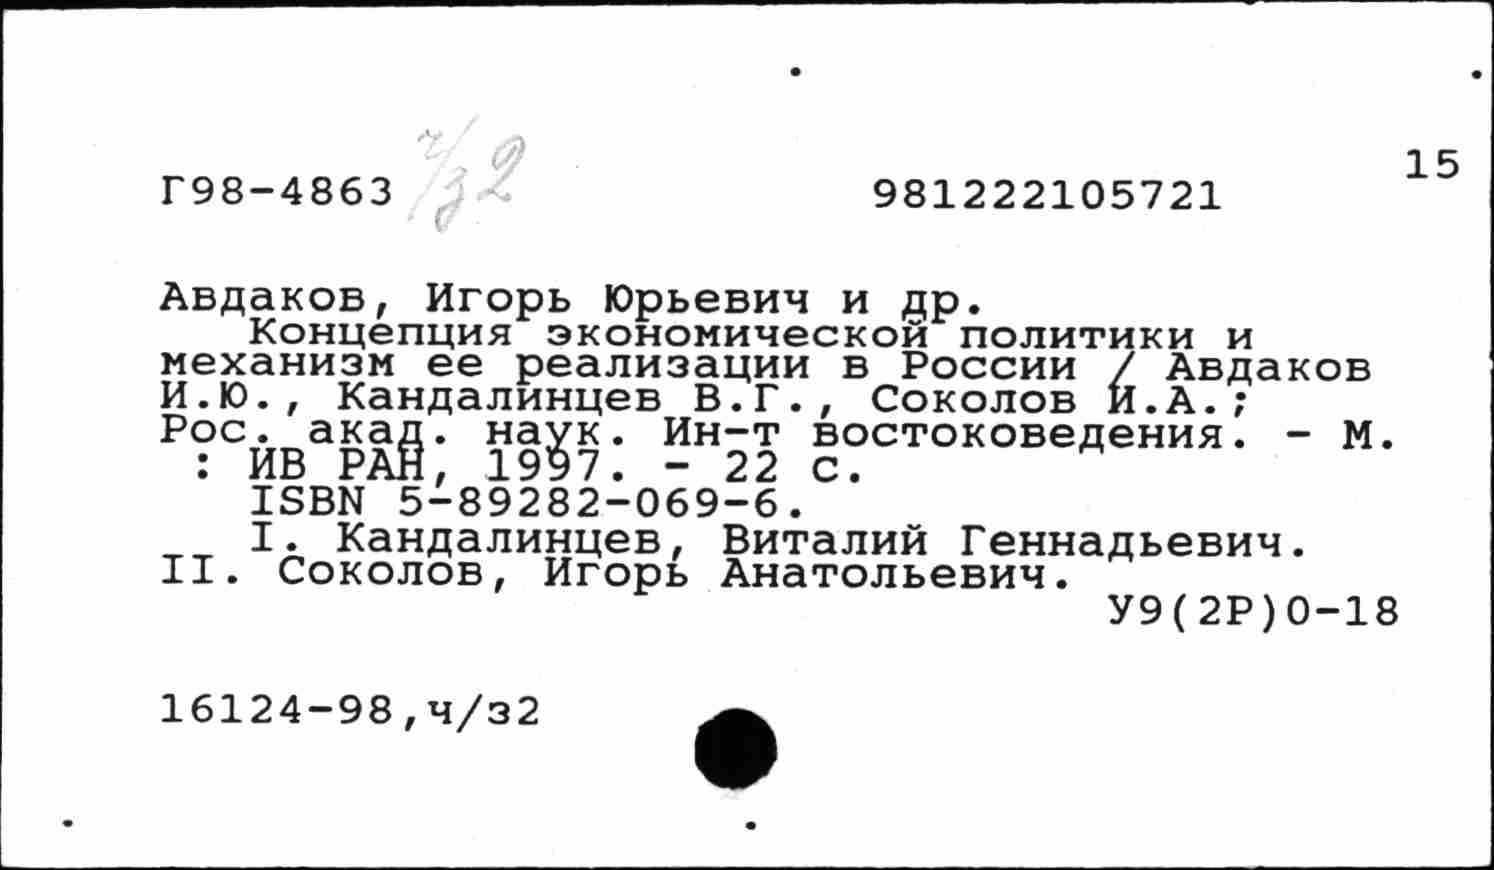 15
Г98-4863 ч/з2 981222105721
Авдаков, Игорь Юрьевич и др.
Концепция экономической политики и
механизм ее реализации в России / Авдаков
И.Ю., Кандалинцев В.Г., Соколов И.А.;
Рос. акад. наук. Ин-т востоковедения. - М.
: ИВ РАН, 1997. - 22 с.
ISBN 5-89282-069-6.
I. Кандалинцев, Виталий Геннадьевич.
II. Соколов, Игорь Анатольевич.
У9(2Р)0-18
16124-98,ч/з2